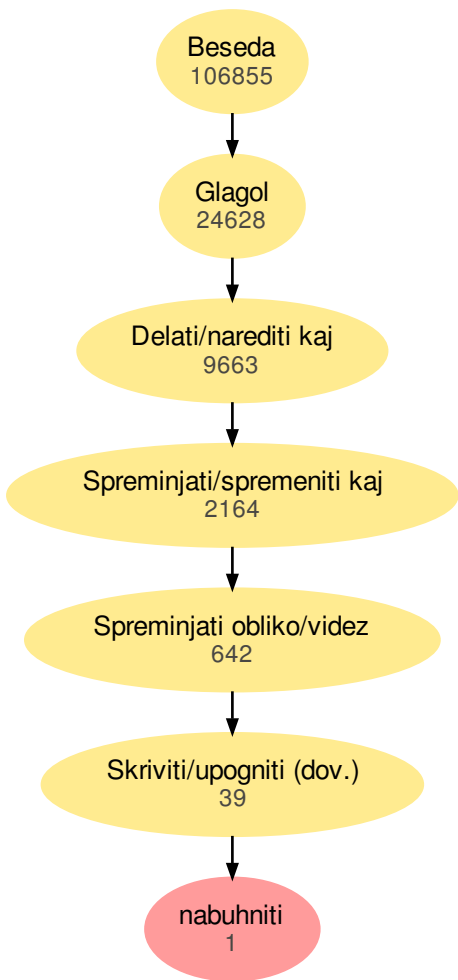 Beseda
106855
Glagol
24628
Delati/narediti kaj
9663
Spreminjati/spremeniti kaj
2164
Spreminjati obliko/videz
642
Skriviti/upogniti (dov.)
39
nabuhniti
1